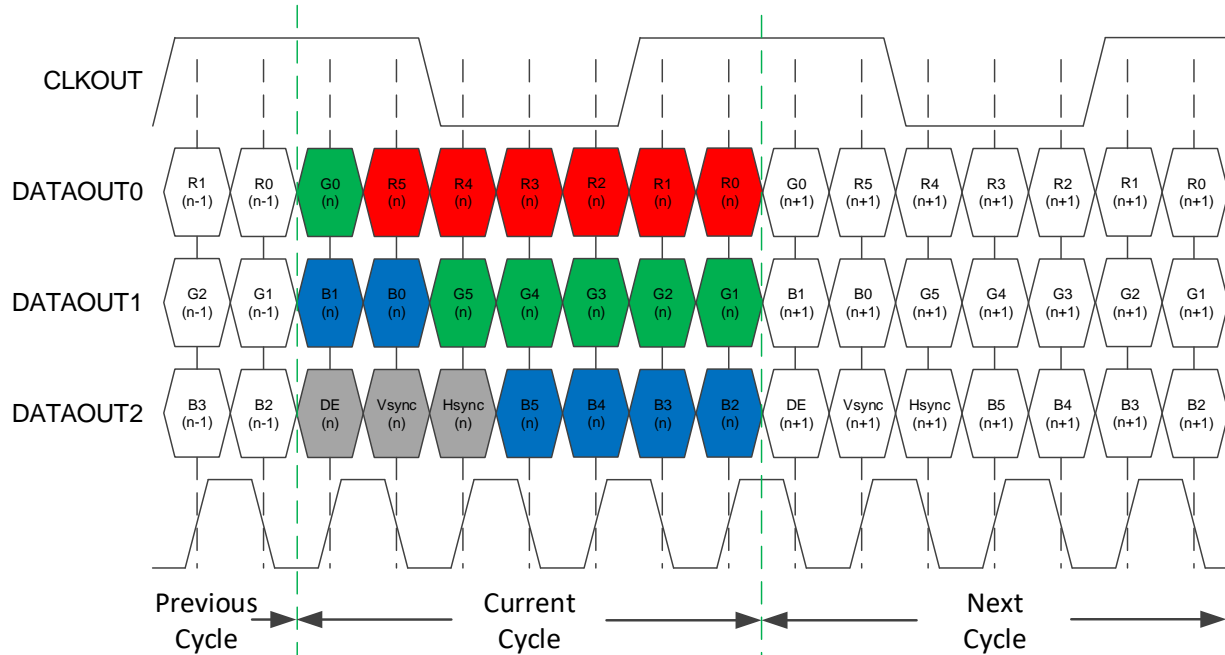 CLKOUT
DATAOUT0
R1 R0 G0 R5 R4 R3 R2 R1 R0 G0 R5 R4 R3 R2 R1 R0
(n-1) (n-1) (n) (n) (n) (n) (n) (n) (n) (n+1) (n+1) (n+1) (n+1) (n+1) (n+1) (n+1)
DATAOUT1
G2 G1 B1 B0 G5 G4 G3 G2 G1 B1 B0 G5 G4 G3 G2 G1
(n-1) (n-1) (n) (n) (n) (n) (n) (n) (n) (n+1) (n+1) (n+1) (n+1) (n+1) (n+1) (n+1)
DATAOUT2
B3 B2 DE Vsync Hsync B5 B4 B3 B2 DE Vsync Hsync B5 B4 B3 B2
(n-1) (n-1) (n) (n) (n) (n) (n) (n) (n) (n+1) (n+1) (n+1) (n+1) (n+1) (n+1) (n+1)
Previous
Cycle
Current
Cycle
Next
Cycle